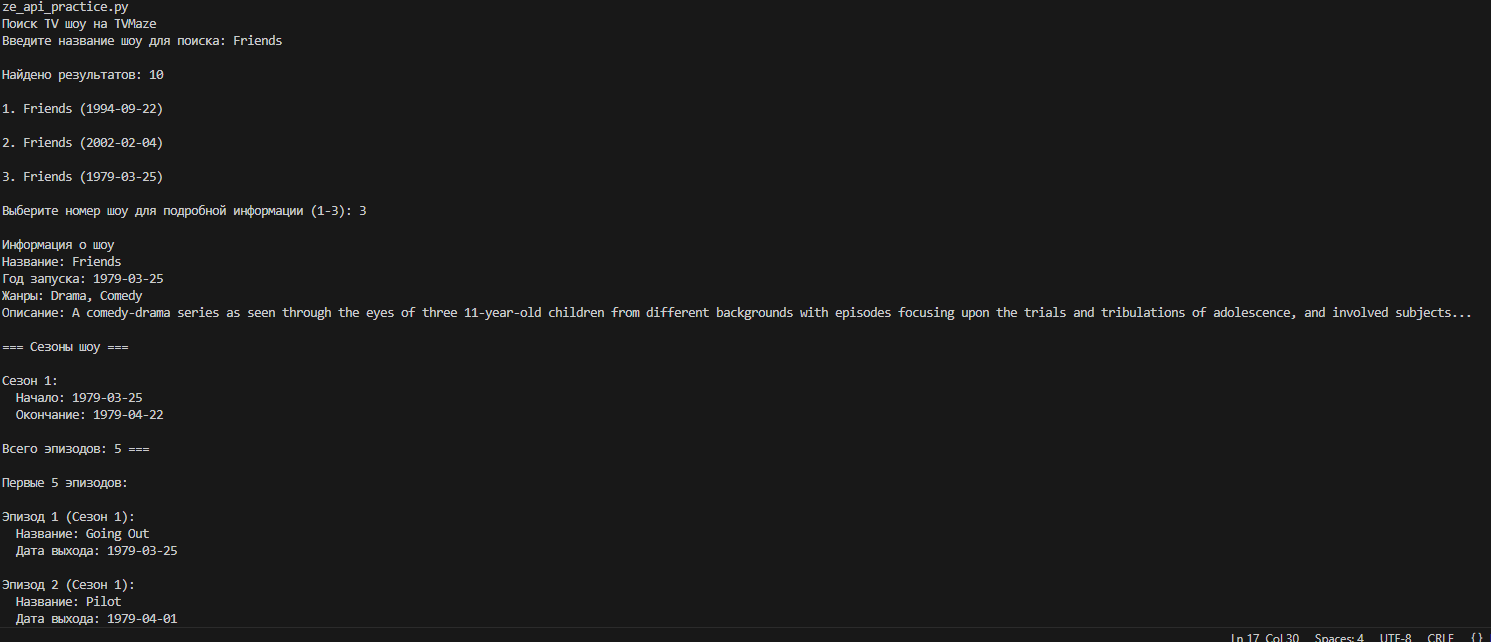 ze_api_practice.py
Поиск TV шоу на TVMaze
Введите название шоу для поиска: Friends
Найдено результатов: 10
1. Friends (1994-09-22)
2. Friends (2002-02-04)
3. Friends (1979-03-25)
Выберите номер шоу для подробной информации (1-3): 3
Информация о шоу
Название: Friends
Год запуска: 1979-03-25
Жанры: Drama, Comedy
Описание: A comedy-drama series as seen through the eyes of three 11-year-old children from different backgrounds with episodes focusing upon the trials and tribulations of adolescence, and involved subjects...
=== Сезоны шоу ===
Сезон 1:
Начало: 1979-03-25
Окончание: 1979-04-22
Всего эпизодов: 5 ===
Первые 5 эпизодов:
Эпизод 1 (Сезон 1):
Название: Going Out
Дата выхода: 1979-03-25
Эпизод 2 (Сезон 1):
Название: Pilot
Дата выхода: 1979-04-01
Ln 17, Col 30 Spaces: 4 UTF-8 CRLF {}